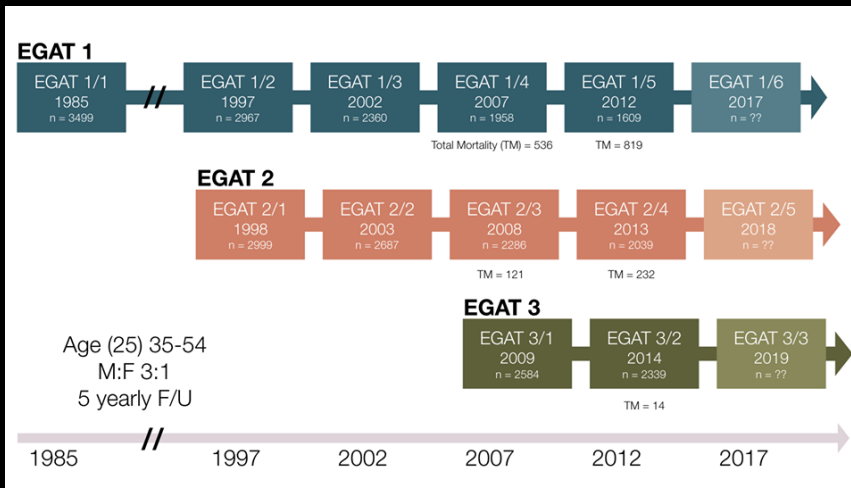 EGAT 1
EGAT 1/1
1985
n = 3499
EGAT 1/2
1997
n = 2967
EGAT 1/3
2002
n = 2360
EGAT 1/4
2007
n = 1958
EGAT 1/5
2012
n = 1609
EGAT 1/6
2017
n = ??
Total Mortality (TM) = 536
TM = 819
EGAT 2
EGAT 2/1
1998
n = 2999
EGAT 2/2
2003
n = 2687
EGAT 2/3
2008
n = 2286
EGAT 2/4
2013
n = 2039
EGAT 2/5
2018
n = ??
TM = 121
TM = 232
EGAT 3
EGAT 3/1
2009
n = 2584
EGAT 3/2
2014
n = 2339
EGAT 3/3
2019
n = ??
TM = 14
Age (25) 35-54
M:F 3:1
5 yearly F/U
1985
1997
2002
2007
2012
2017